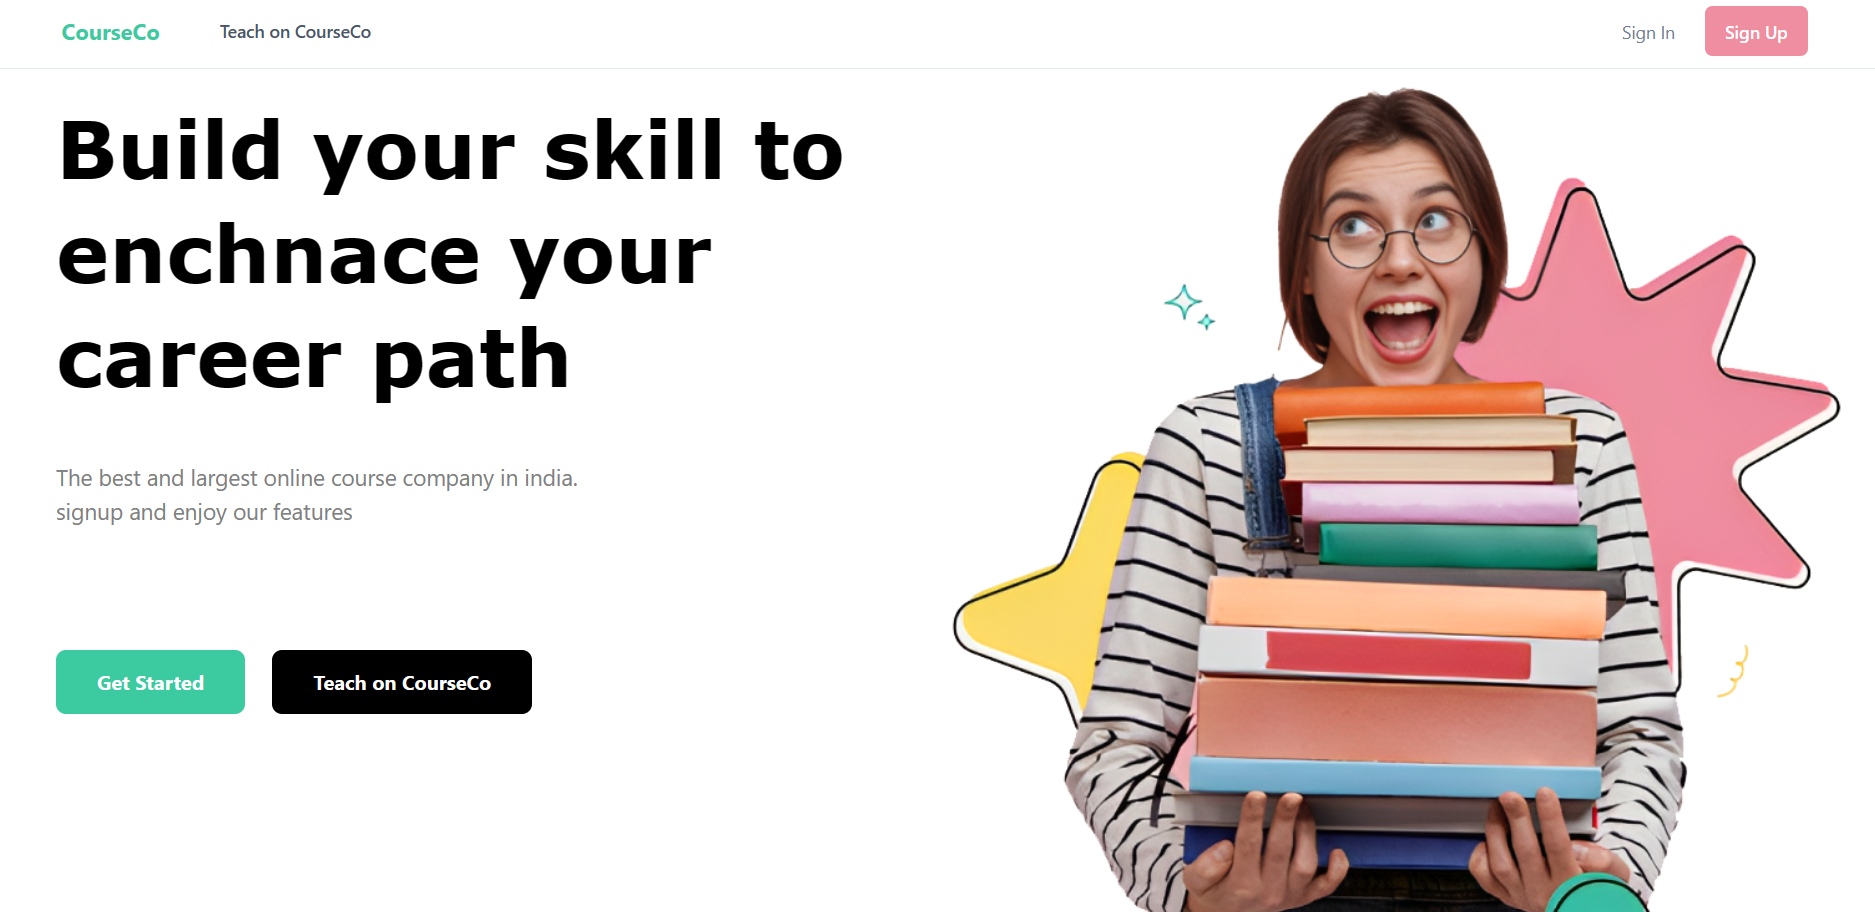 CourseCo
Teach on CourseCo
Sign In
Sign Up
Build your skill to
enchnace your
career path
The best and largest online course company in india.
signup and enjoy our features
Get Started
Teach on CourseCo